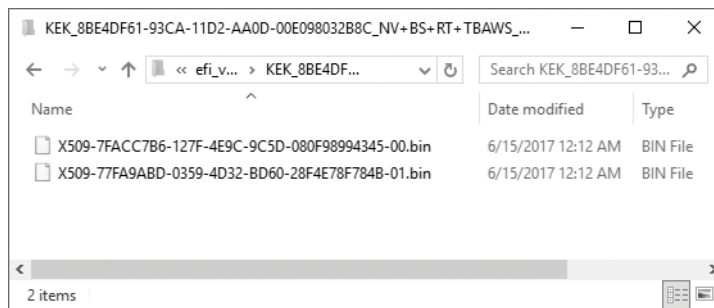 KEK_8BE4DF61-93CA-11D2-AA0D-00E098032B8C_NV+BS+RT+TBAWS_...
« efi_v... > KEK_8BE4DF... Search KEK_8BE4DF61-93...
Name Date modified Type
X509-7FACC7B6-127F-4E9C-9C5D-080F98994345-00.bin 6/15/2017 12:12 AM BIN File
X509-77FA9ABD-0359-4D32-BD60-28F4E78F784B-01.bin 6/15/2017 12:12 AM BIN File
2 items